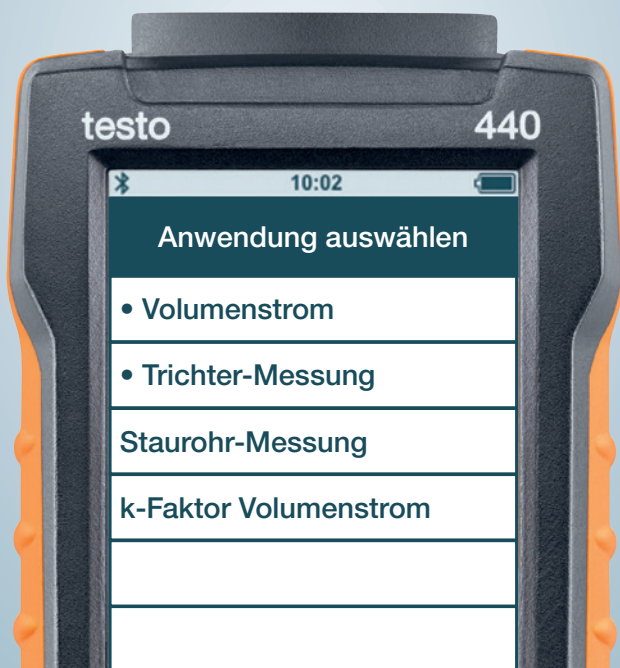 testo 440
10:02
Anwendung auswählen
• Volumenstrom
• Trichter-Messung
Staurohr-Messung
k-Faktor Volumenstrom